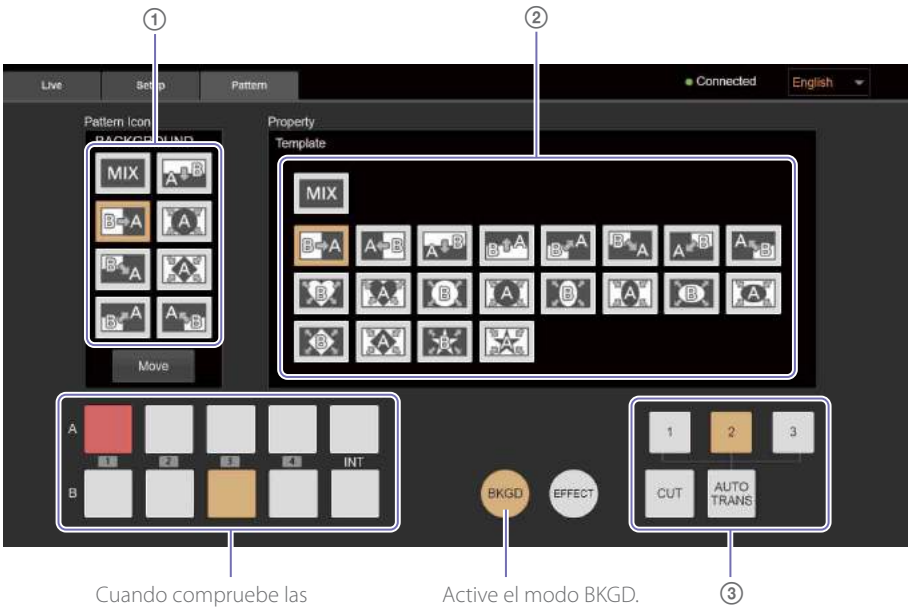 ① ②
Live Setup Pattern Connected English
Pattern Icon Property
BACKGROUND Template
MIX A B MIX
B A A B A A B A B B A B A B A A B A B
B A A B A B A B A B A B A
B A A B B A B A
Move
A 1 2 3
1 2 3 4 INT
B BKGD EFFECT CUT AUTO
TRANS
Cuando compruebe las Active el modo BKGD. ③